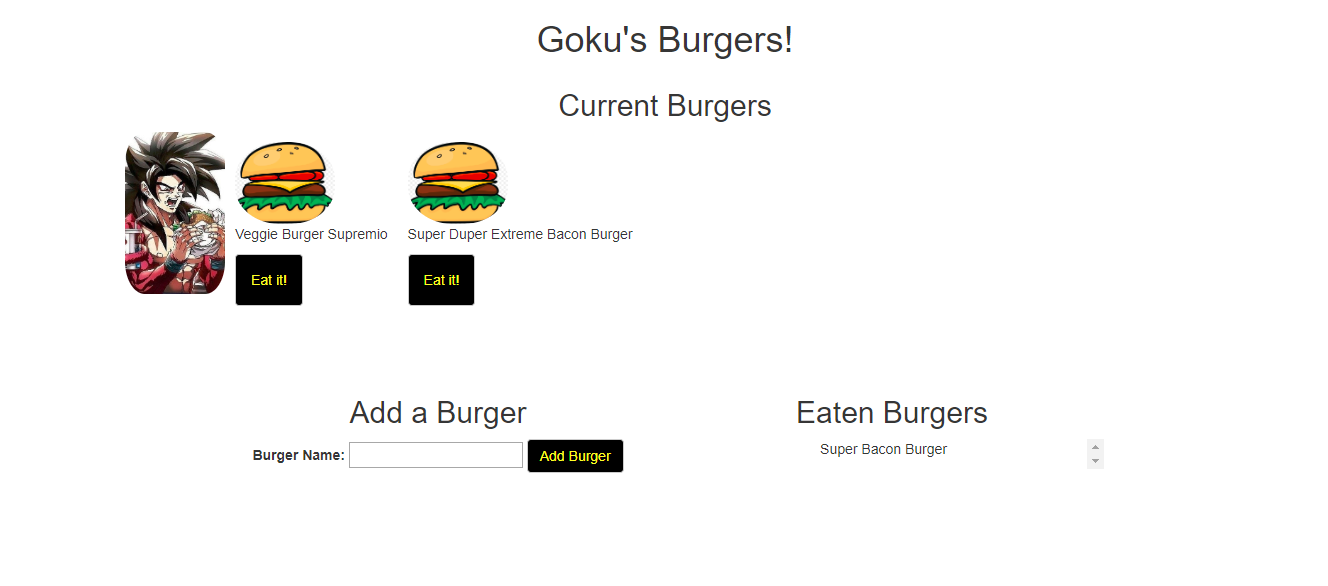 Goku's Burgers!
Current Burgers
Veggie Burger Supremio
Super Duper Extreme Bacon Burger
Eat it!
Eat it!
Add a Burger
Burger Name:
Add Burger
Eaten Burgers
Super Bacon Burger